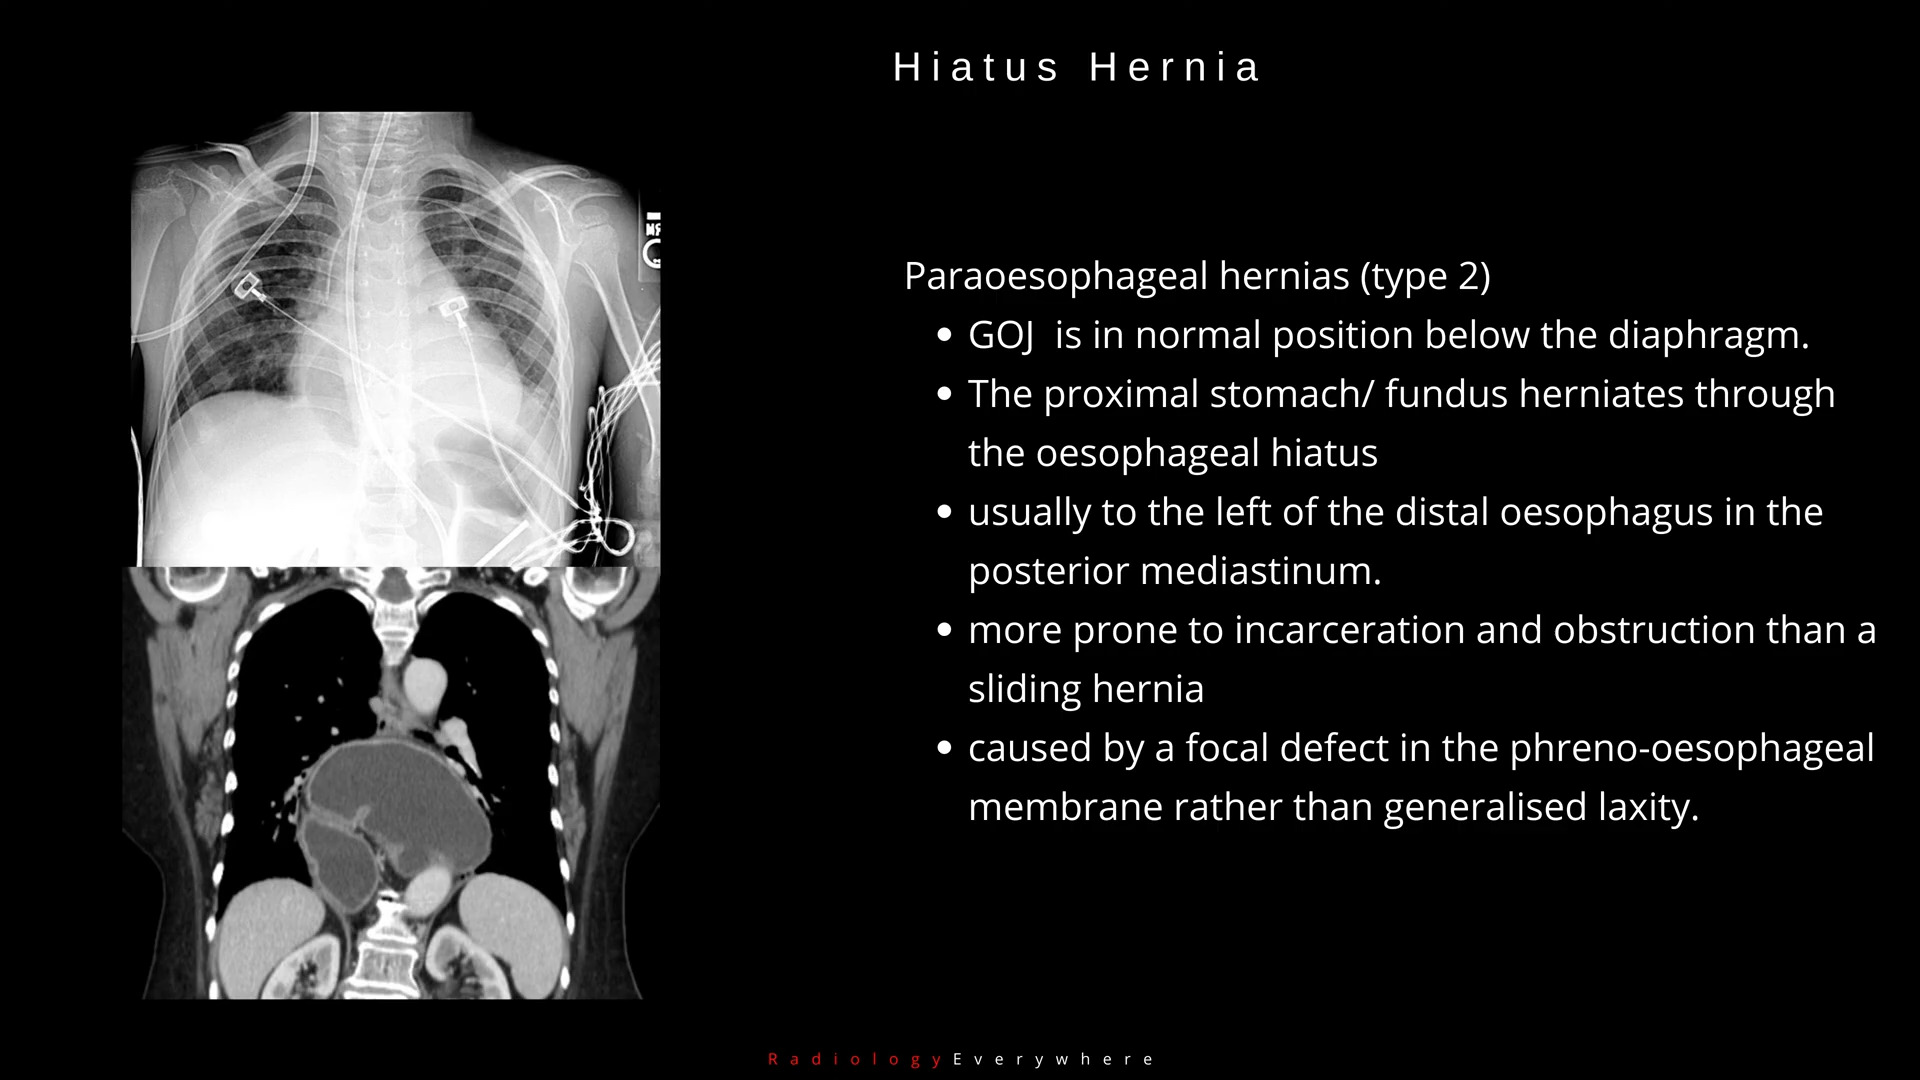 Hiatus Hernia
Paraoesophageal hernias (type 2)
• GOJ  is in normal position below the diaphragm.
• The proximal stomach/ fundus herniates through
the oesophageal hiatus
• usually to the left of the distal oesophagus in the
posterior mediastinum.
• more prone to incarceration and obstruction than a
sliding hernia
• caused by a focal defect in the phreno-oesophageal
membrane rather than generalised laxity.
RadiologyEverywhere